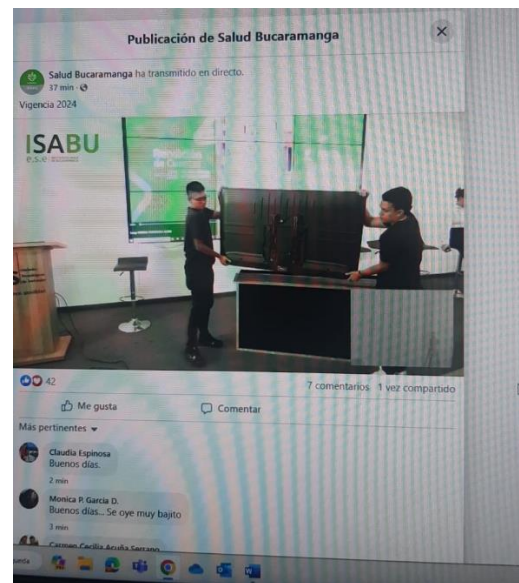 Publicación de Salud Bucaramanga
Salud Bucaramanga ha transmitido en directo.
37 min
Vigencia 2024
ISABU
e.s.e
42
7 comentarios 1 vez compartido
Me gusta
Comentar
Más pertinentes
Claudia Espinosa
Buenos días.
2 min
Monica P. Garcia D.
Buenos días... Se oye muy bajito
3 min
Carmen Cecilia Acuña Serrano